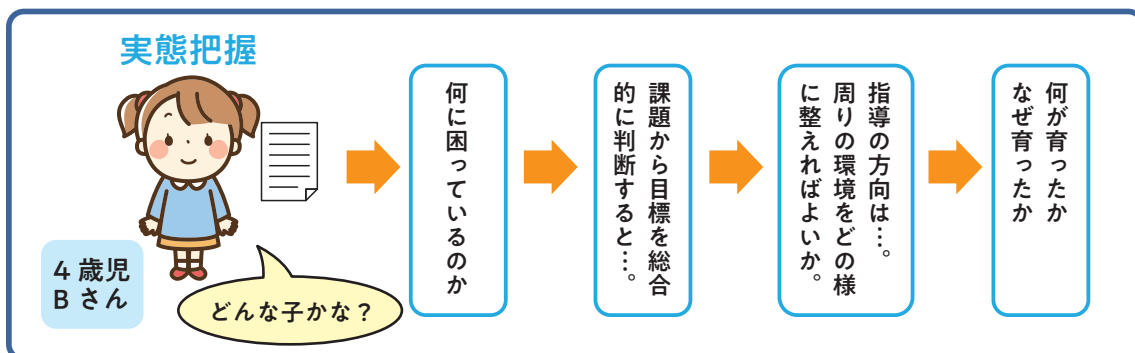 実態把握
4歳児
Bさん
どんな子かな？
何に困っているのか
課題から目標を総合
的に判断すると…。
指導の方向は…。
周りの環境をどの様
に整えればよいか。
何が育ったか
なぜ育ったか